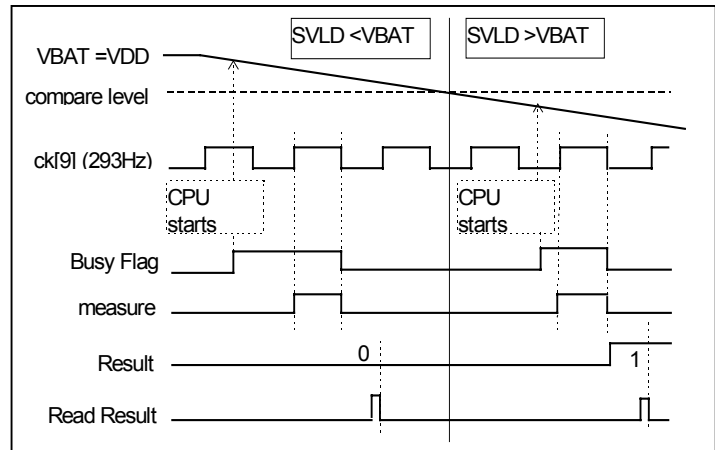 SVLD <VBAT
SVLD >VBAT
VBAT =VDD
compare level
ck[9] (293Hz)
CPU
starts
CPU
starts
Busy Flag
measure
Result
0
1
Read Result